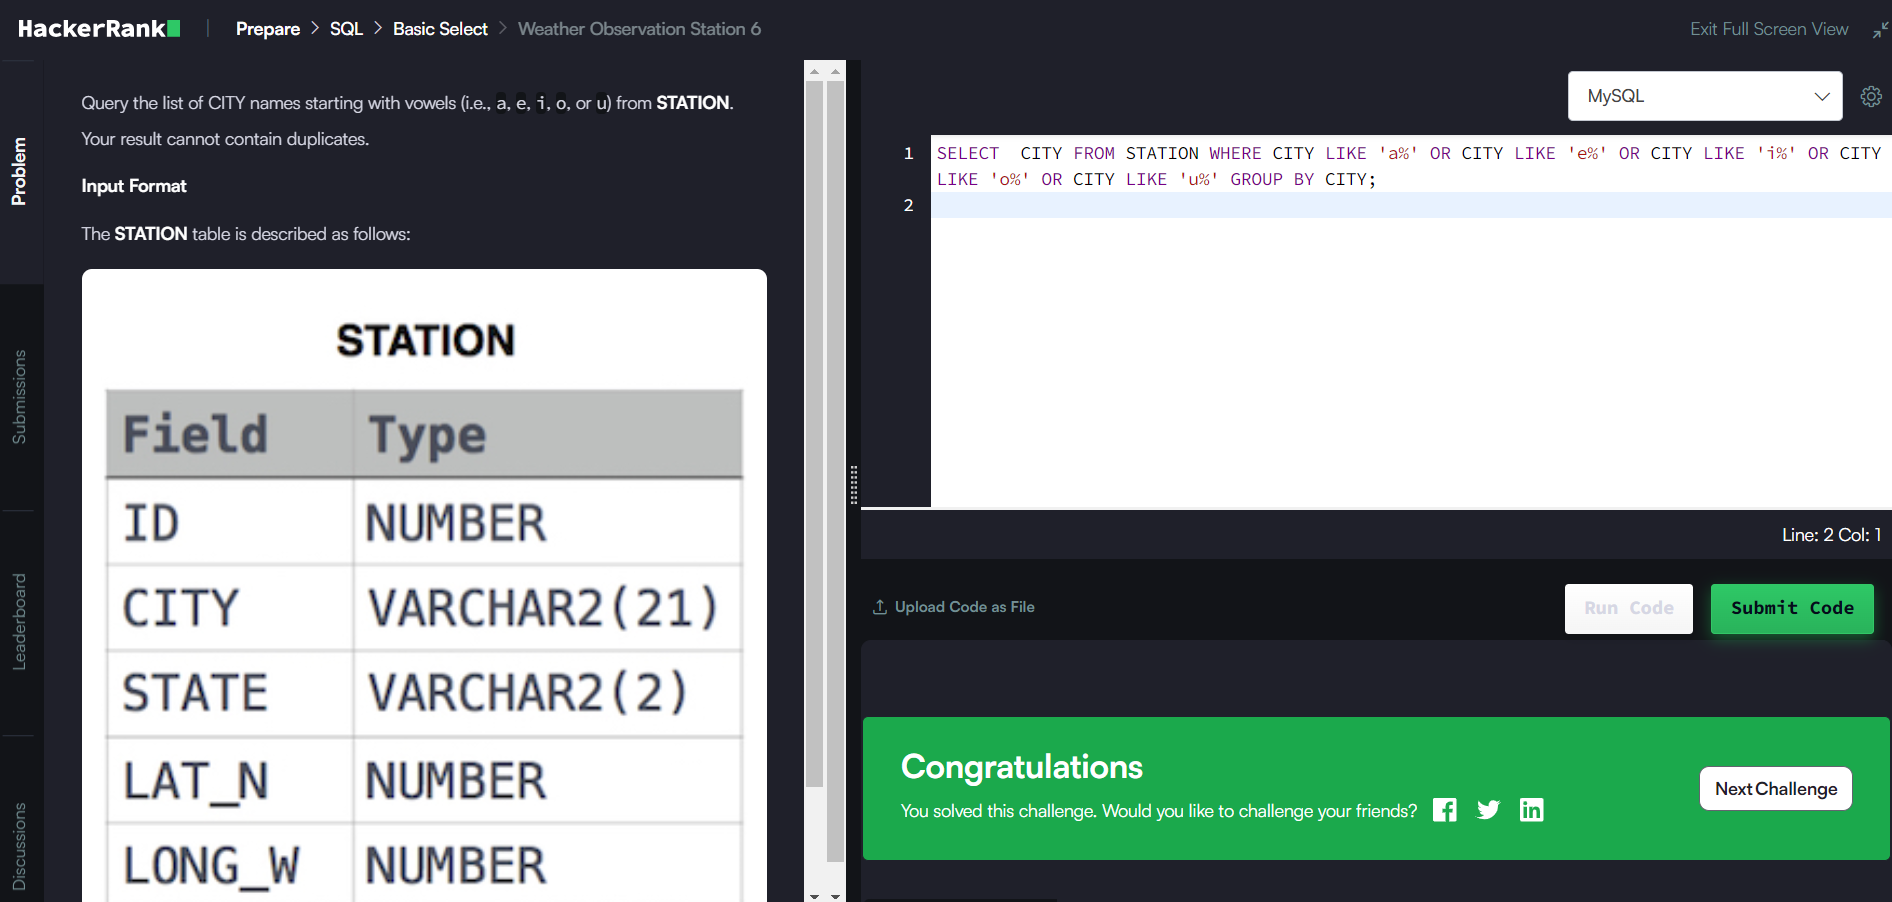 HackerRank
Prepare > SQL > Basic Select > Weather Observation Station 6
Exit Full Screen View
Problem
Submissions
Leaderboard
Discussions
Query the list of CITY names starting with vowels (i.e., a, e, i, o, or u) from STATION.
Your result cannot contain duplicates.
Input Format
The STATION table is described as follows:
STATION
Field Type
ID NUMBER
CITY VARCHAR2(21)
STATE VARCHAR2(2)
LAT_N NUMBER
LONG_W NUMBER
MySQL
1 SELECT  CITY FROM STATION WHERE CITY LIKE 'a%' OR CITY LIKE 'e%' OR CITY LIKE 'i%' OR CITY
LIKE 'o%' OR CITY LIKE 'u%' GROUP BY CITY;
2
Line: 2 Col: 1
Upload Code as File
Run Code
Submit Code
Congratulations
You solved this challenge. Would you like to challenge your friends?
Next Challenge